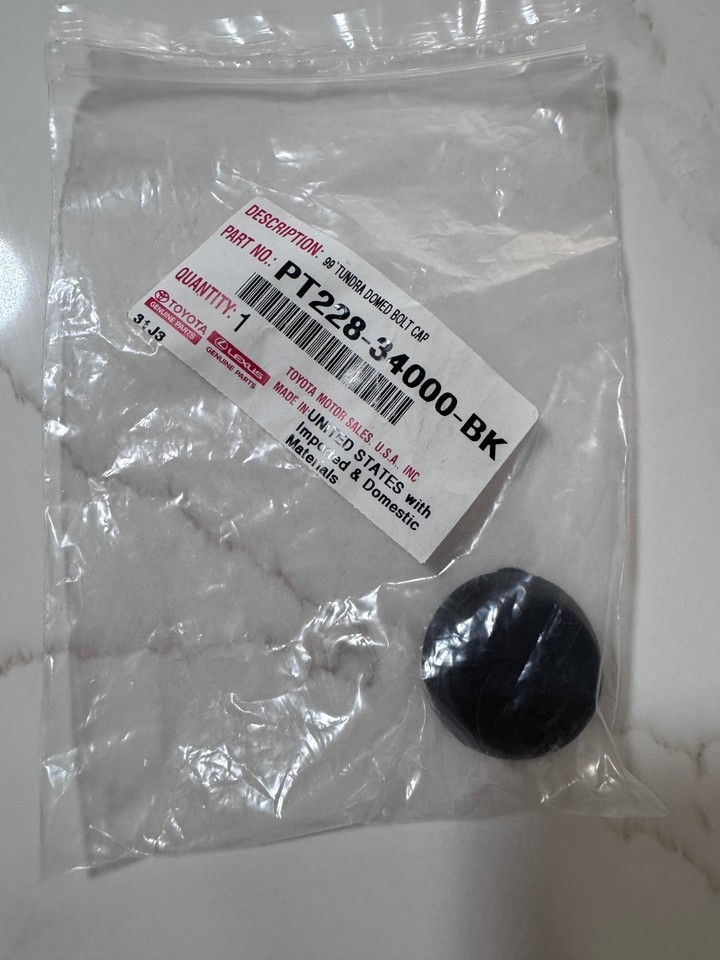 DESCRIPTION: 99 'TUNDRA DOMED BOLT CAP
PART NO.: PT228-34000-BK
QUANTITY: 1
TOYOTA
GENUINE PARTS
LEXUS
GENUINE PARTS
31J3
TOYOTA MOTOR SALES, U.S.A., INC
MADE IN UNITED STATES with
Imported & Domestic
Materials